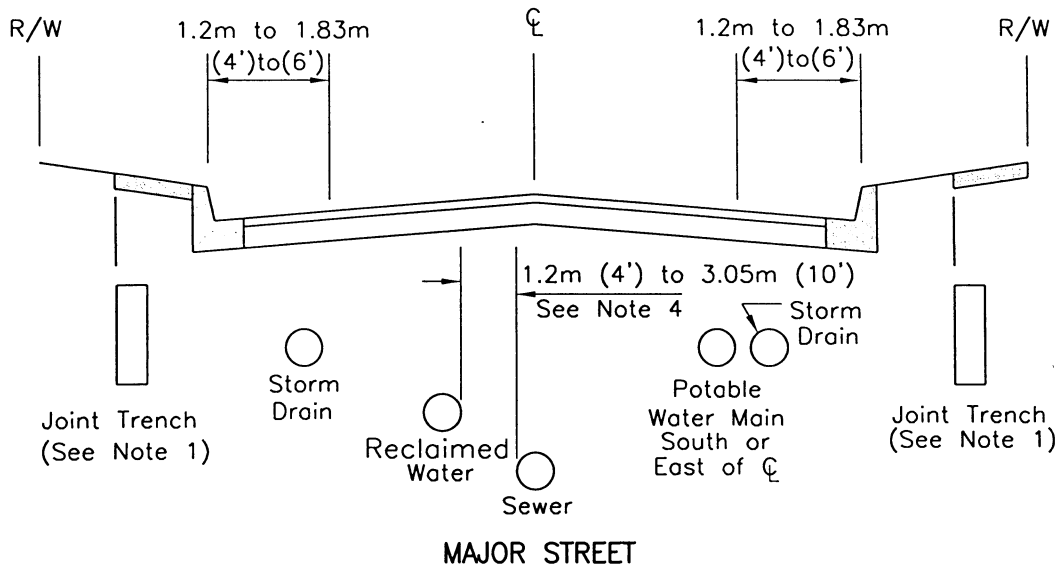 R/W
1.2m to 1.83m
(4')to(6')
℄
1.2m to 1.83m
(4')to(6')
R/W
1.2m (4') to 3.05m (10')
See Note 4
Storm
Drain
Storm
Drain
Potable
Water Main
South or
East of ℄
Joint Trench
(See Note 1)
Joint Trench
(See Note 1)
Reclaimed
Water
Sewer
MAJOR STREET